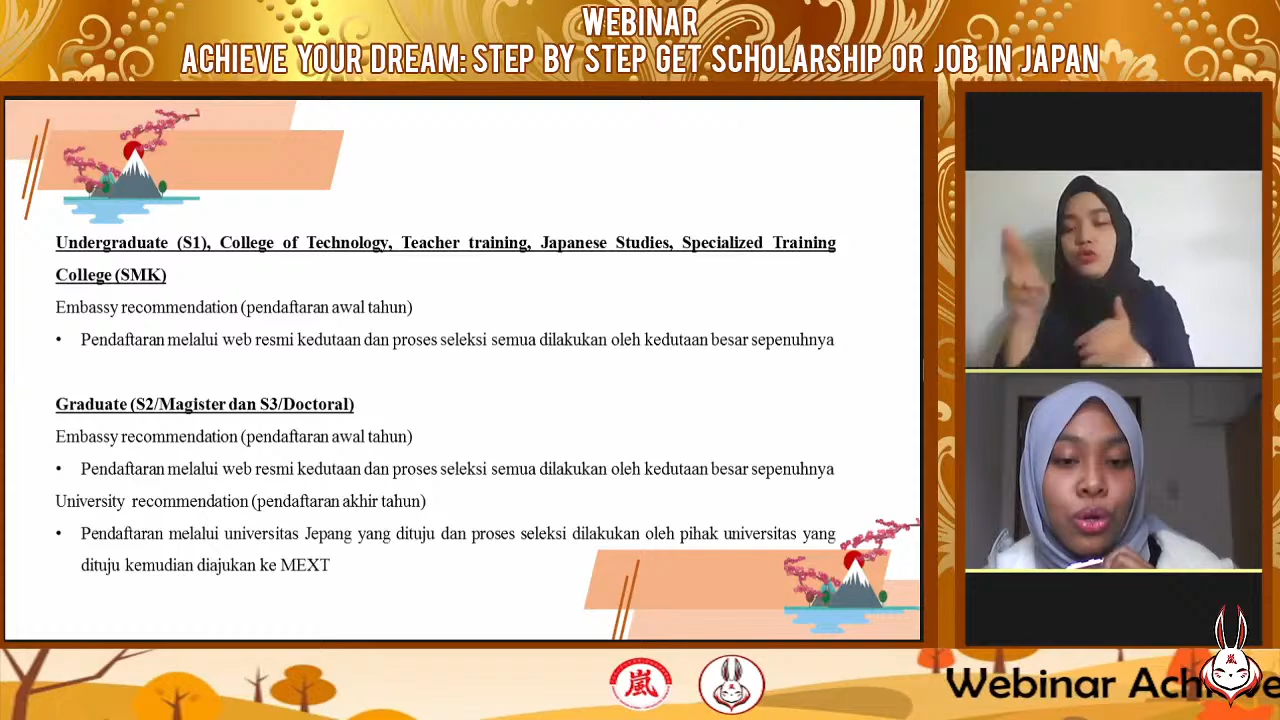 WEBINAR
ACHIEVE YOUR DREAM: STEP BY STEP GET SCHOLARSHIP OR JOB IN JAPAN
Undergraduate (S1), College of Technology, Teacher training, Japanese Studies, Specialized Training
College (SMK)
Embassy recommendation (pendaftaran awal tahun)
• Pendaftaran melalui web resmi kedutaan dan proses seleksi semua dilakukan oleh kedutaan besar sepenuhnya
Graduate (S2/Magister dan S3/Doctoral)
Embassy recommendation (pendaftaran awal tahun)
• Pendaftaran melalui web resmi kedutaan dan proses seleksi semua dilakukan oleh kedutaan besar sepenuhnya
University recommendation (pendaftaran akhir tahun)
• Pendaftaran melalui universitas Jepang yang dituju dan proses seleksi dilakukan oleh pihak universitas yang
dituju kemudian diajukan ke MEXT
嵐
嵐
Webinar Achieve